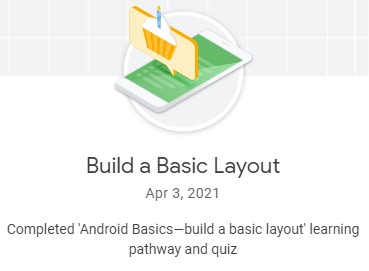 Build a Basic Layout
Apr 3, 2021
Completed 'Android Basics—build a basic layout' learning
pathway and quiz